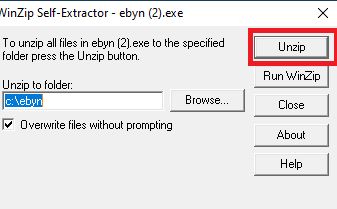 WinZip Self-Extractor - ebyn (2).exe
To unzip all files in ebyn (2).exe to the specified
folder press the Unzip button.
Unzip to folder:
c:\ebyn
Browse...
Overwrite files without prompting
Unzip
Run WinZip
Close
About
Help